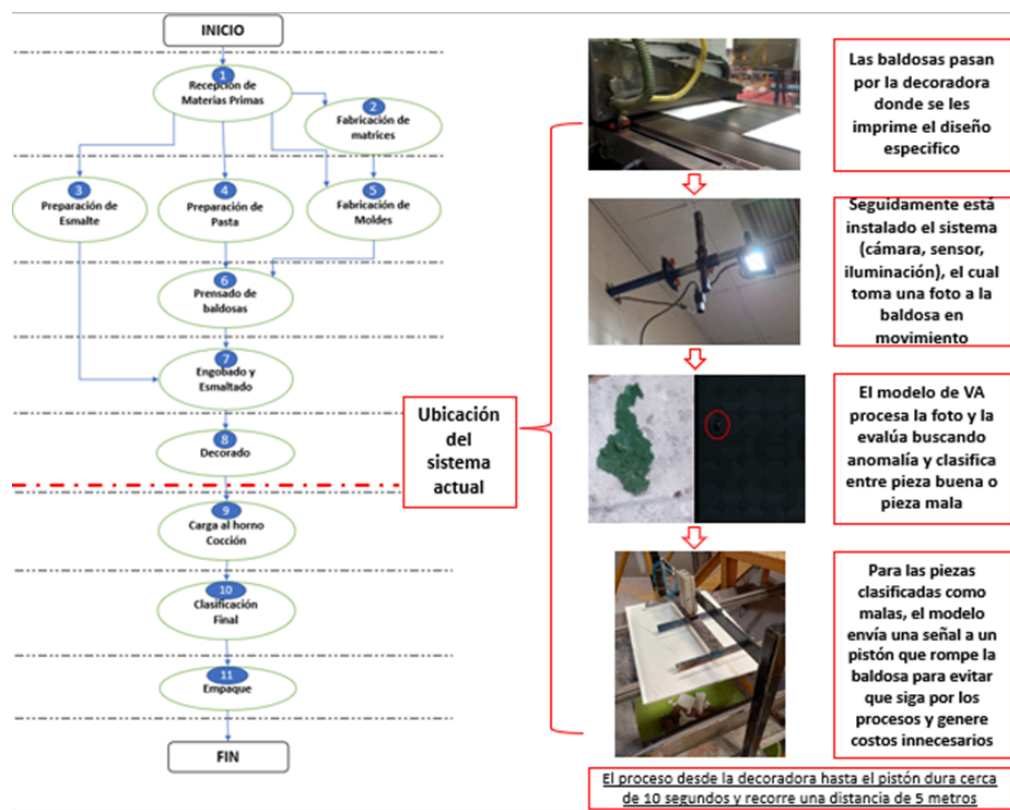 INICIO
1
Recepción de
Materias Primas
2
Fabricación de
matrices
3
Preparación de
Esmalte
4
Preparación de
Pasta
5
Fabricación de
Moldes
6
Prensado de
baldosas
7
Engobado y
Esmaltado
8
Decorado
9
Carga al horno
Cocción
10
Clasificación
Final
11
Empaque
FIN
Ubicación
del
sistema
actual
Las baldosas pasan
por la decoradora
donde se les
imprime el diseño
especifico
Seguidamente está
instalado el sistema
(cámara, sensor,
iluminación), el cual
toma una foto a la
baldosa en
movimiento
El modelo de VA
procesa la foto y la
evalúa buscando
anomalía y clasifica
entre pieza buena o
pieza mala
Para las piezas
clasificadas como
malas, el modelo
envía una señal a un
pistón que rompe la
baldosa para evitar
que siga por los
procesos y genere
costos innecesarios
El proceso desde la decoradora hasta el pistón dura cerca
de 10 segundos y recorre una distancia de 5 metros